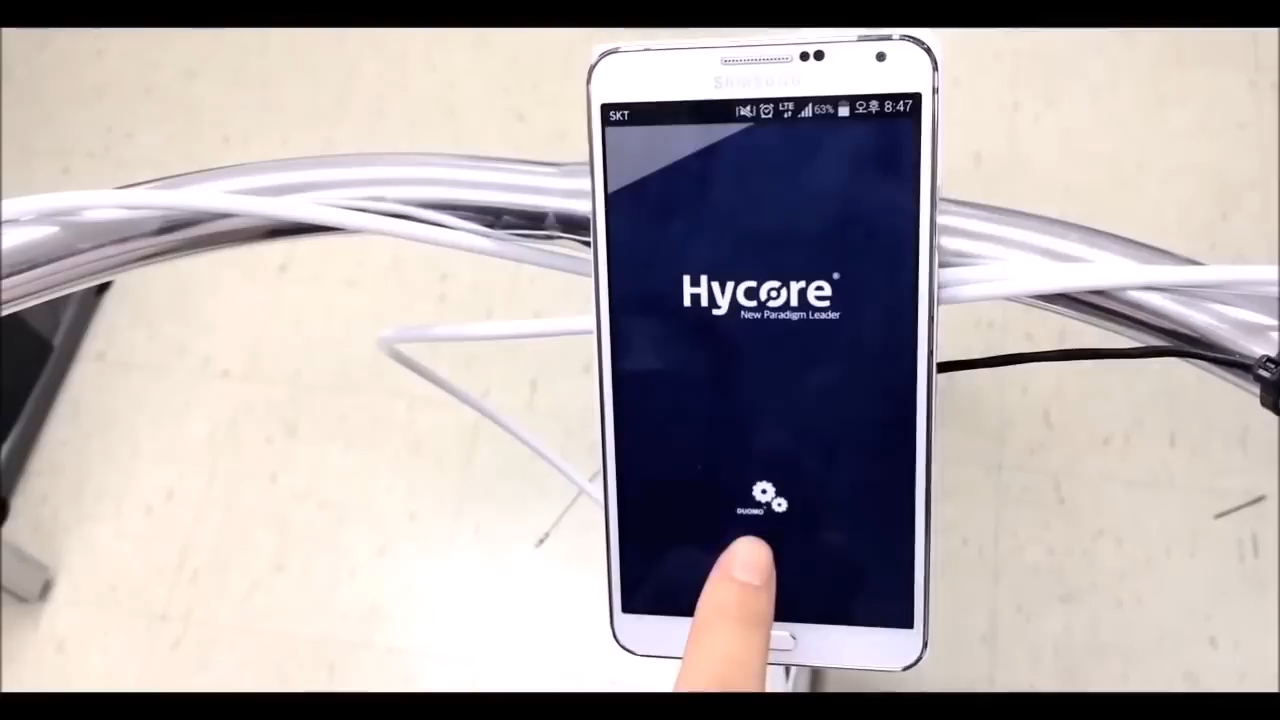 SAMSUNG
SKT LTE 63% 오후 8:47
Hycore®
New Paradigm Leader
DUOMO